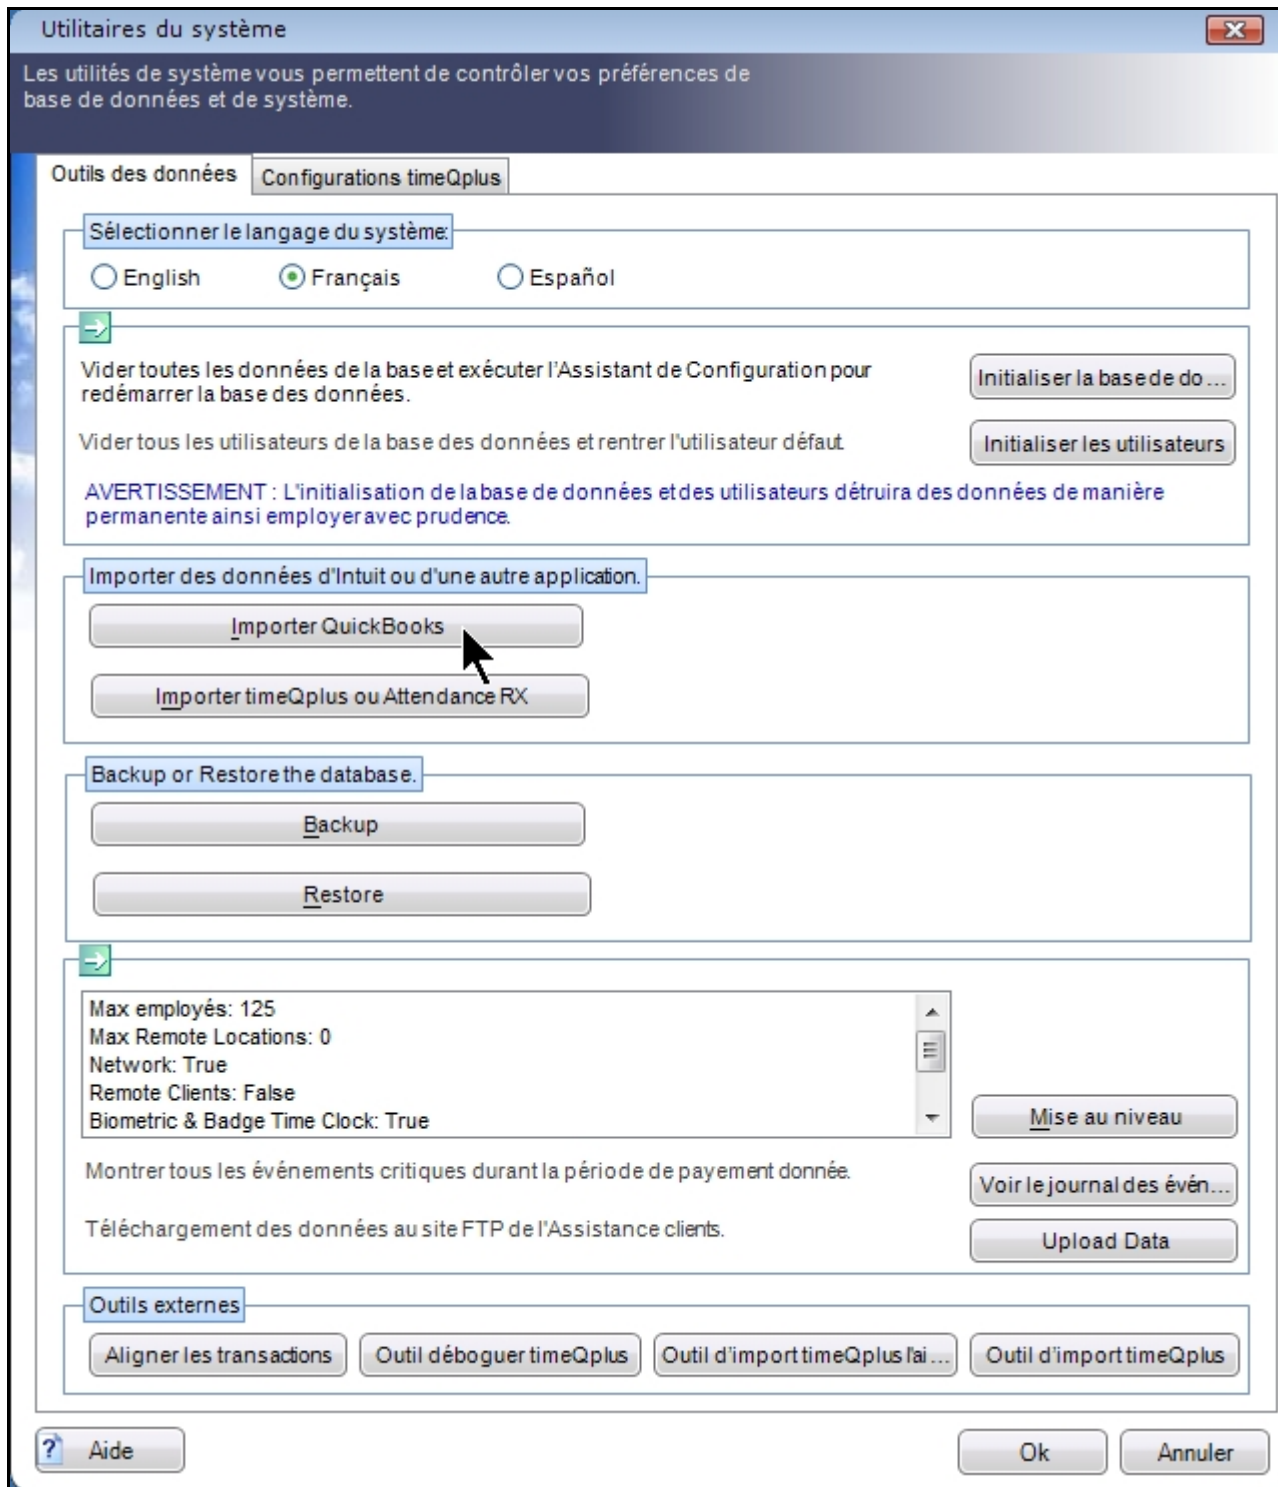 Utilitaires du système
Les utilités de système vous permettent de contrôler vos préférences de
base de données et de système.
Outils des données
Configurations timeQplus
Sélectionner le langage du système:
English
Français
Español
Vider toutes les données de la base et exécuter l'Assistant de Configuration pour
redémarrer la base des données.
Initialiser la base de do ...
Vider tous les utilisateurs de la base des données et rentrer l'utilisateur défaut.
Initialiser les utilisateurs
AVERTISSEMENT : L'initialisation de la base de données et des utilisateurs détruira des données de manière
permanente ainsi employer avec prudence.
Importer des données d'Intuit ou d'une autre application.
Importer QuickBooks
Importer timeQplus ou Attendance RX
Backup or Restore the database.
Backup
Restore
Max employés: 125
Max Remote Locations: 0
Network: True
Remote Clients: False
Biometric & Badge Time Clock: True
Mise au niveau
Montrer tous les événements critiques durant la période de payement donnée.
Voir le journal des évén...
Téléchargement des données au site FTP de l'Assistance clients.
Upload Data
Outils externes
Aligner les transactions
Outil déboguer timeQplus
Outil d'import timeQplus l'ai ...
Outil d'import timeQplus
? Aide
Ok
Annuler